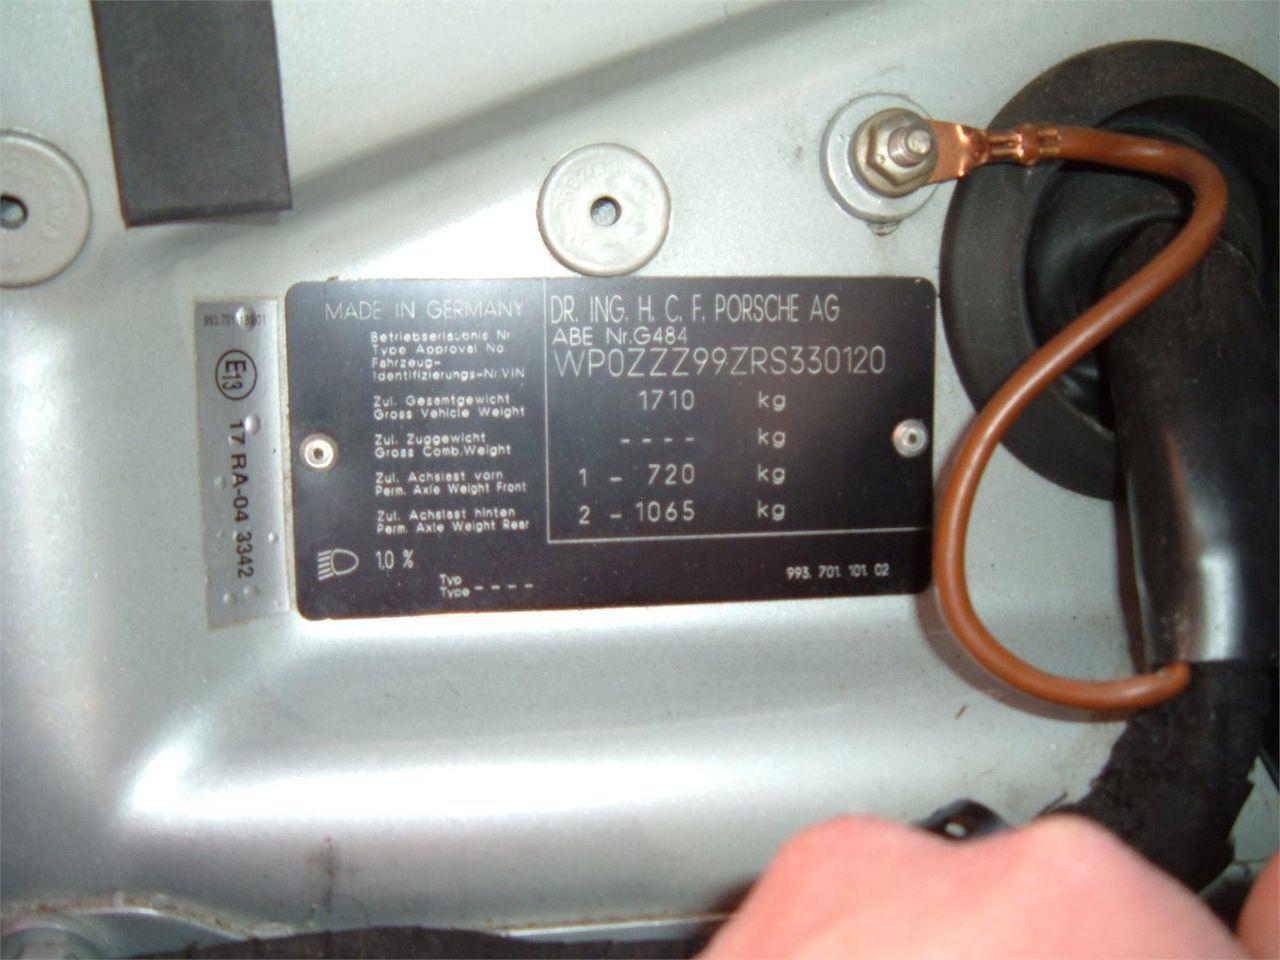 MADE IN GERMANY
DR. ING. H. C. F. PORSCHE AG
Betriebserlaubnis Nr.
Type Approval No.
ABE Nr.G484
Fahrzeug-
Identifizierungs-Nr.VIN
WP0ZZZ99ZRS330120
Zul. Gesamtgewicht
Gross Vehicle Weight
1710 kg
Zul. Zuggewicht
Gross Comb.Weight
---- kg
Zul. Achslast vorn
Perm. Axle Weight Front
1 - 720 kg
Zul. Achslast hinten
Perm. Axle Weight Rear
2 - 1065 kg
10 %
Typ
Type ----
993. 701. 101. 02
E13
17 RA-04 3342